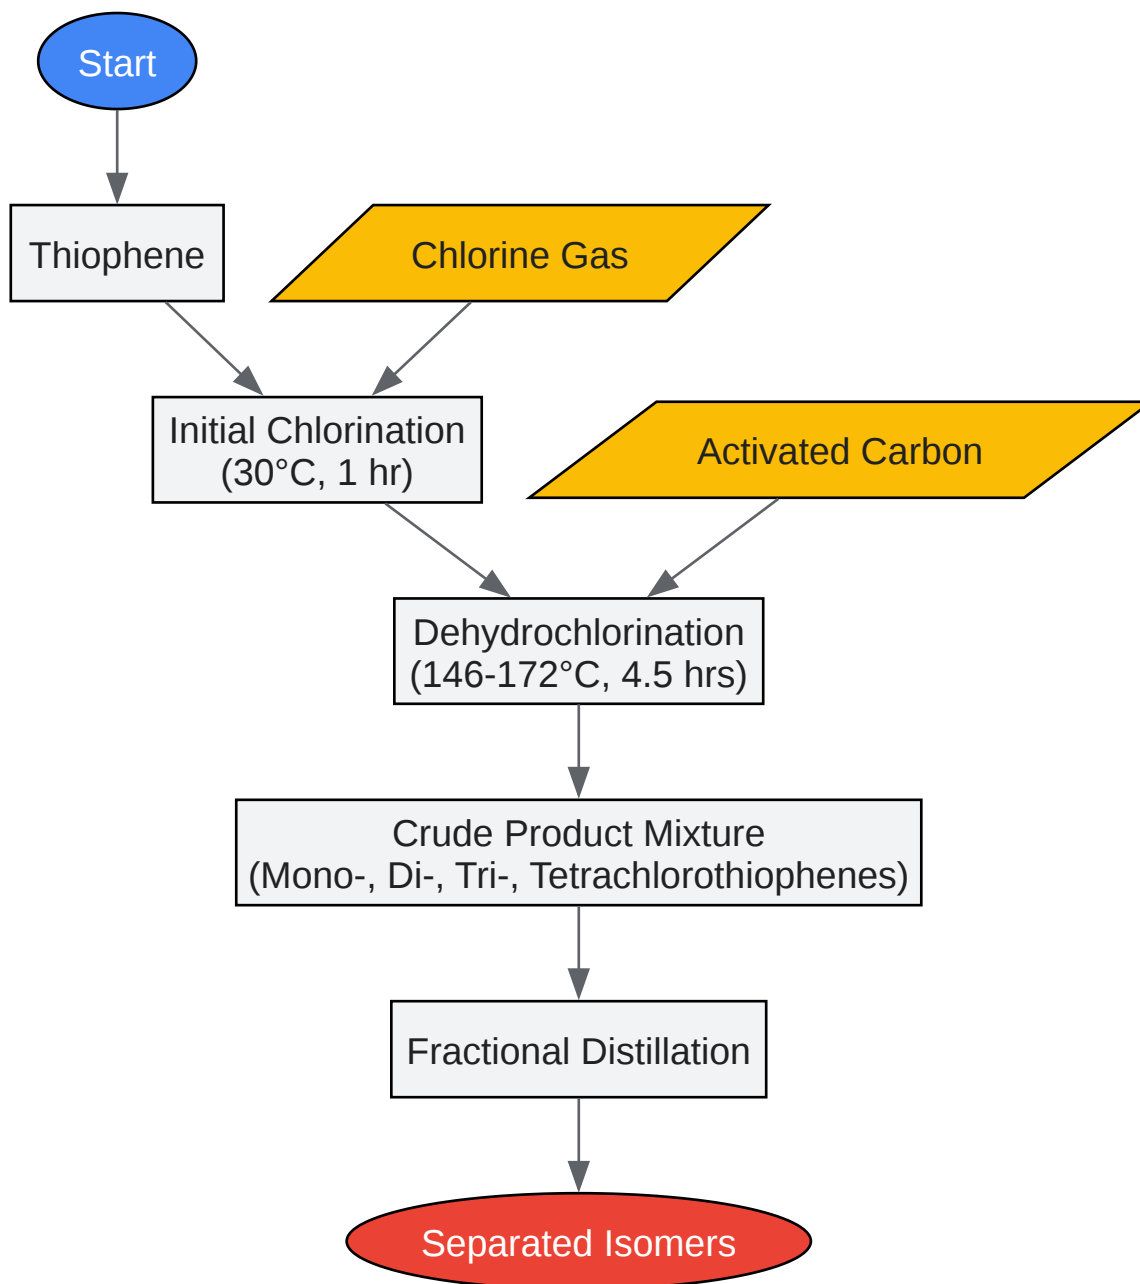 Start
Thiophene
Chlorine Gas
Initial Chlorination
(30°C, 1 hr)
Activated Carbon
Dehydrochlorination
(146-172°C, 4.5 hrs)
Crude Product Mixture
(Mono-, Di-, Tri-, Tetrachlorothiophenes)
Fractional Distillation
Separated Isomers